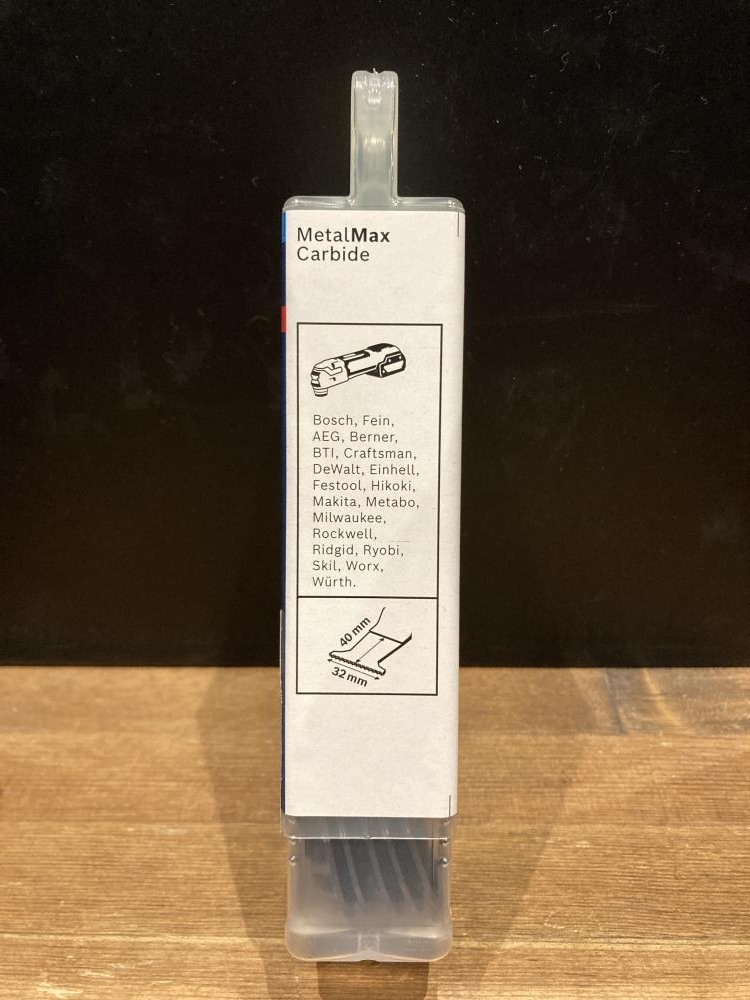 MetalMax
Carbide
Bosch, Fein,
AEG, Berner,
BTI, Craftsman,
DeWalt, Einhell,
Festool, Hikoki,
Makita, Metabo,
Milwaukee,
Rockwell,
Ridgid, Ryobi,
Skil, Worx,
Würth.
40 mm
32 mm